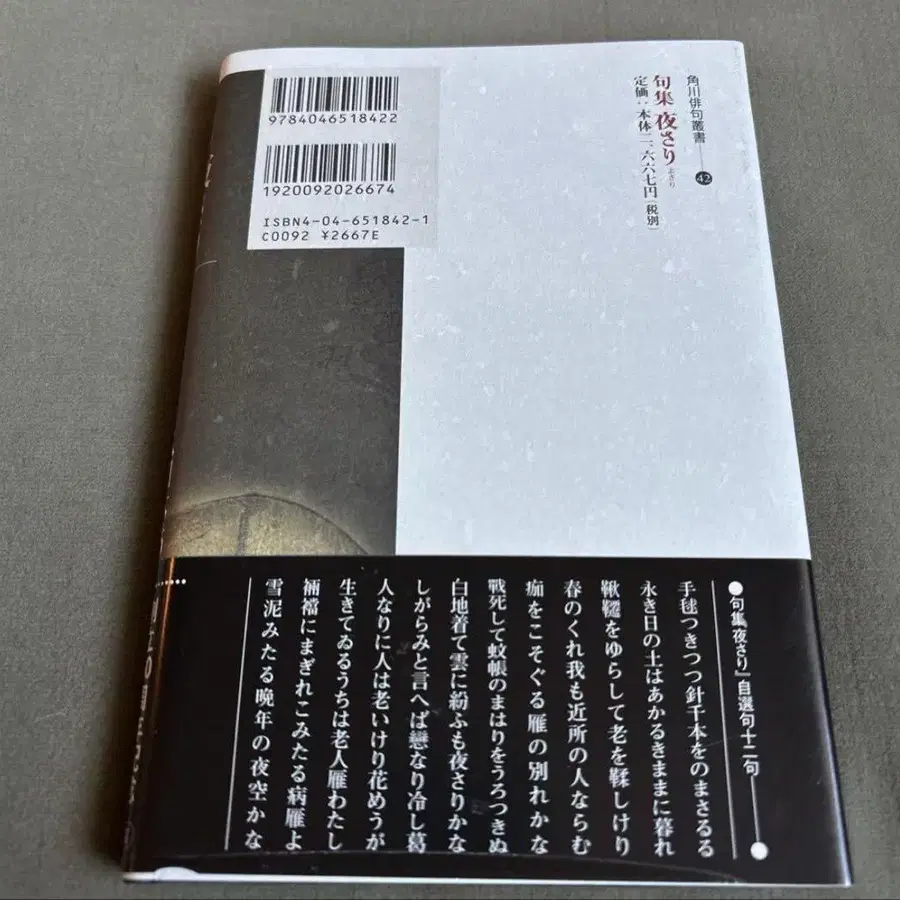 9784046518422
1920092026674
ISBN4-04-651842-1
C0092 ¥2667E
角川俳句叢書 42
句集 夜さり
よさり
定価:本体二、六六七円(税別)
●句集『夜さり』自選句十二句
手毬つきつつ針千本をのまさるる
永き日の土はあかるきままに暮れ
鞦韆をゆらして老を鞣しけり
春のくれ我も近所の人ならむ
痂をこそぐる雁の別れかな
戰死して蚊帳のまはりをうろつきぬ
白地着て雲に紛ふも夜さりかな
しがらみと言へば戀なり冷し葛
人なりに人は老いけり花めうが
生きてゐるうちは老人雁わたし
裲襠にまぎれこみたる病雁よ
雪泥みたる晩年の夜空かな